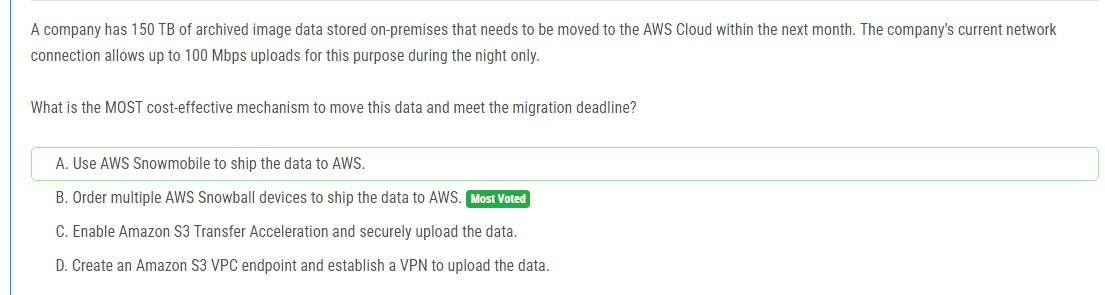 A company has 150 TB of archived image data stored on-premises that needs to be moved to the AWS Cloud within the next month. The company's current network
connection allows up to 100 Mbps uploads for this purpose during the night only.
What is the MOST cost-effective mechanism to move this data and meet the migration deadline?
A. Use AWS Snowmobile to ship the data to AWS.
B. Order multiple AWS Snowball devices to ship the data to AWS. Most Voted
C. Enable Amazon S3 Transfer Acceleration and securely upload the data.
D. Create an Amazon S3 VPC endpoint and establish a VPN to upload the data.